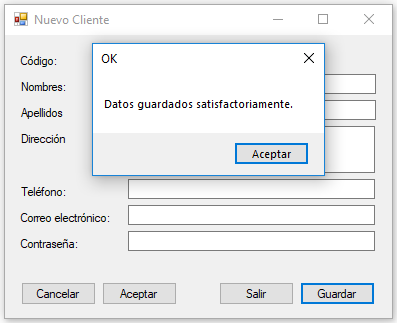 Nuevo Cliente
Código:
Nombres:
Apellidos
Dirección
Teléfono:
Correo electrónico:
Contraseña:
OK
Datos guardados satisfactoriamente.
Aceptar
Cancelar
Aceptar
Salir
Guardar